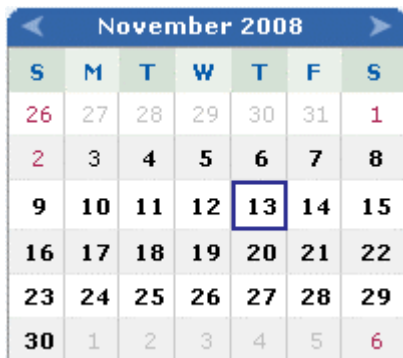 November 2008
S M T W T F S
26 27 28 29 30 31 1
2 3 4 5 6 7 8
9 10 11 12 13 14 15
16 17 18 19 20 21 22
23 24 25 26 27 28 29
30 1 2 3 4 5 6